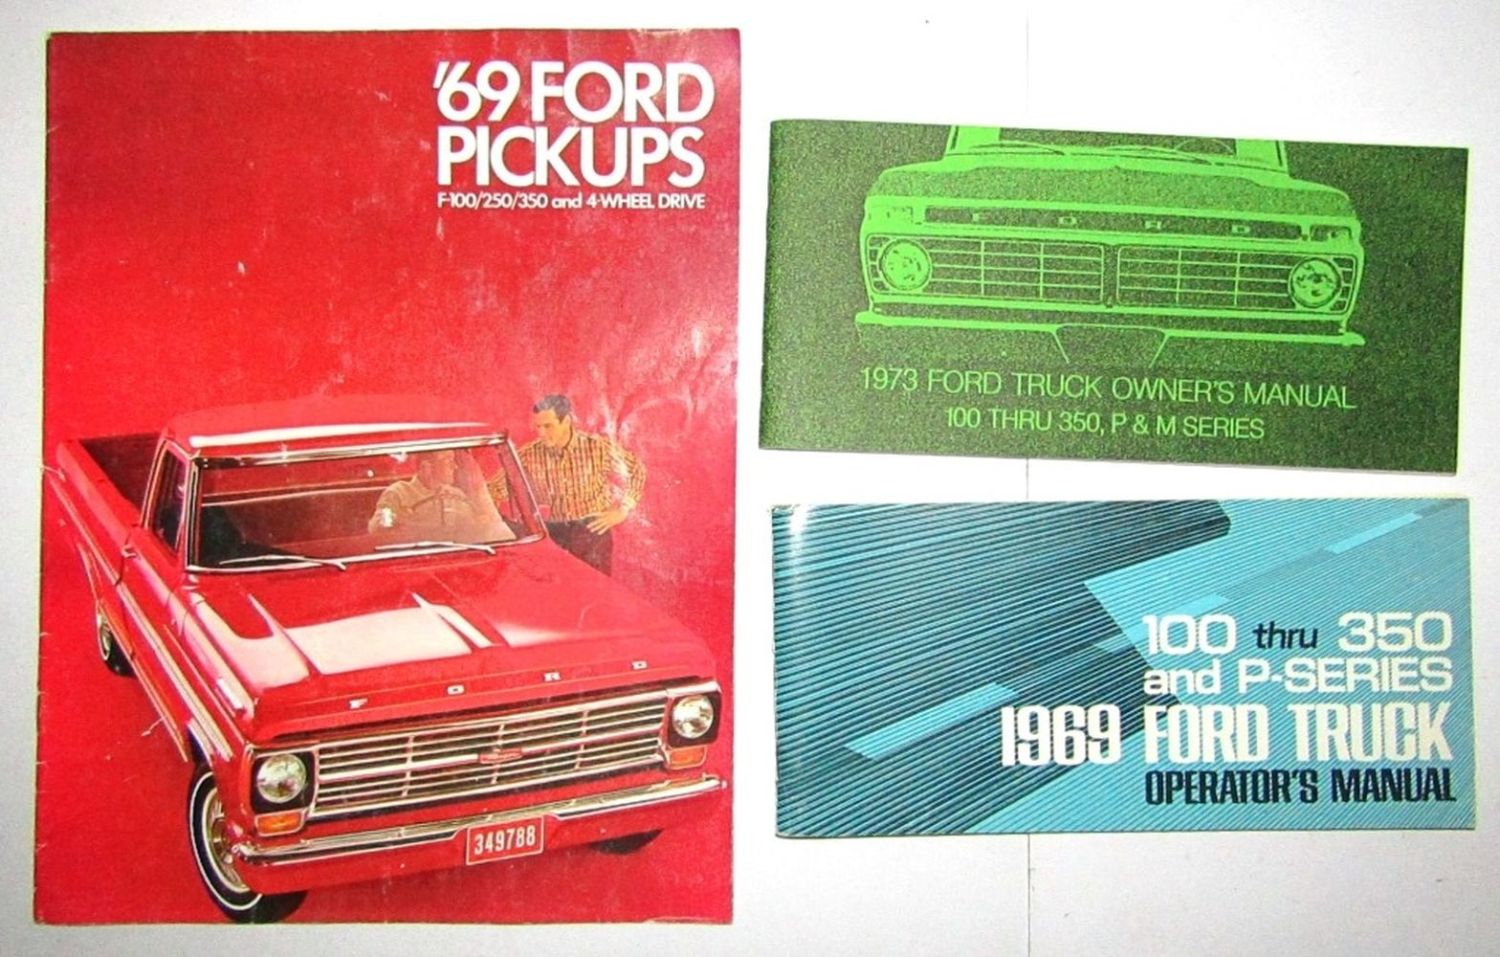 '69 FORD
PICKUPS
F-100/250/350 and 4-WHEEL DRIVE
FORD
349788
FORD
1973 FORD TRUCK OWNER'S MANUAL
100 THRU 350, P & M SERIES
100 thru 350
and P-SERIES
1969 FORD TRUCK
OPERATOR'S MANUAL